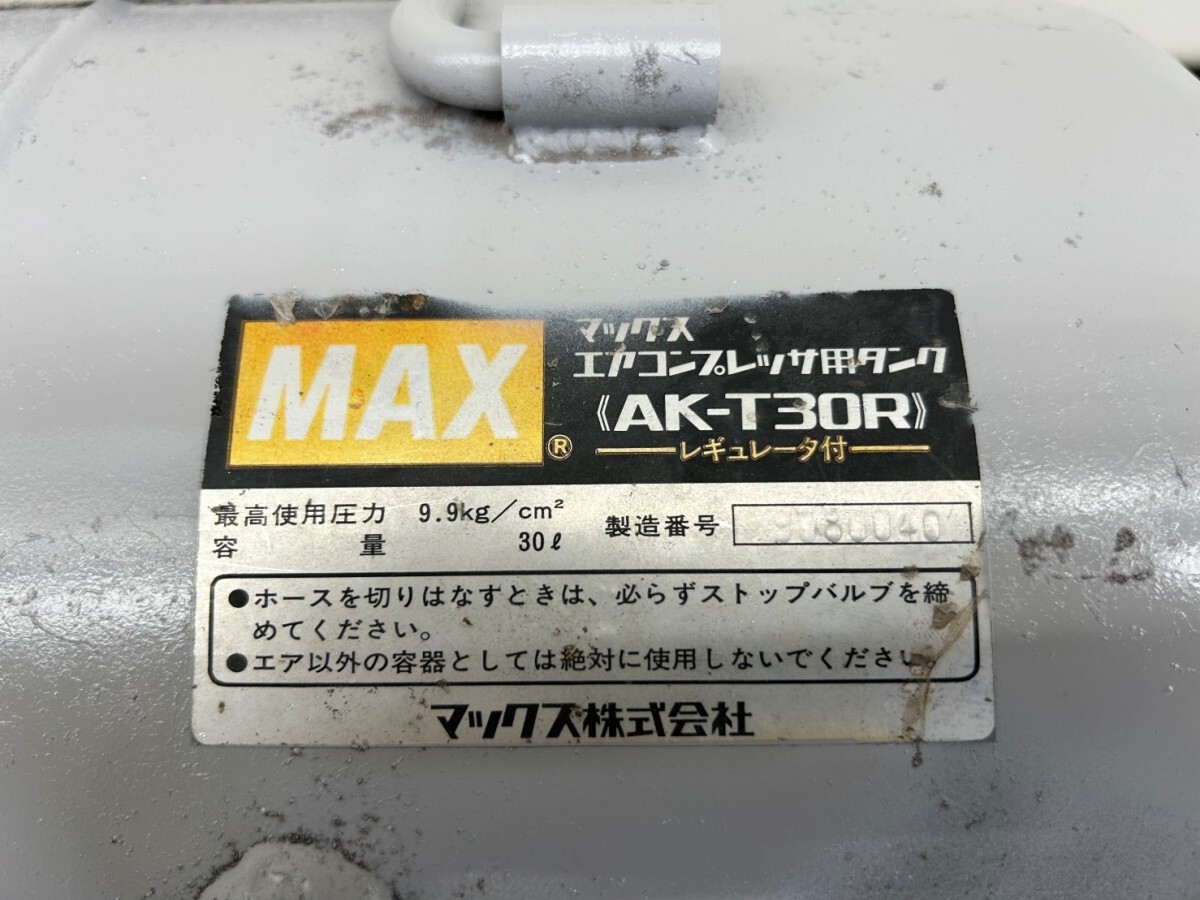 MAX®
マックス
エアコンプレッサ用タンク
《AK-T30R》
レギュレータ付
最高使用圧力 9.9kg／cm²
容量 30ℓ
製造番号
●ホースを切りはなすときは、必らずストップバルブを締
めてください。
●エア以外の容器としては絶対に使用しないでください。
マックス株式会社